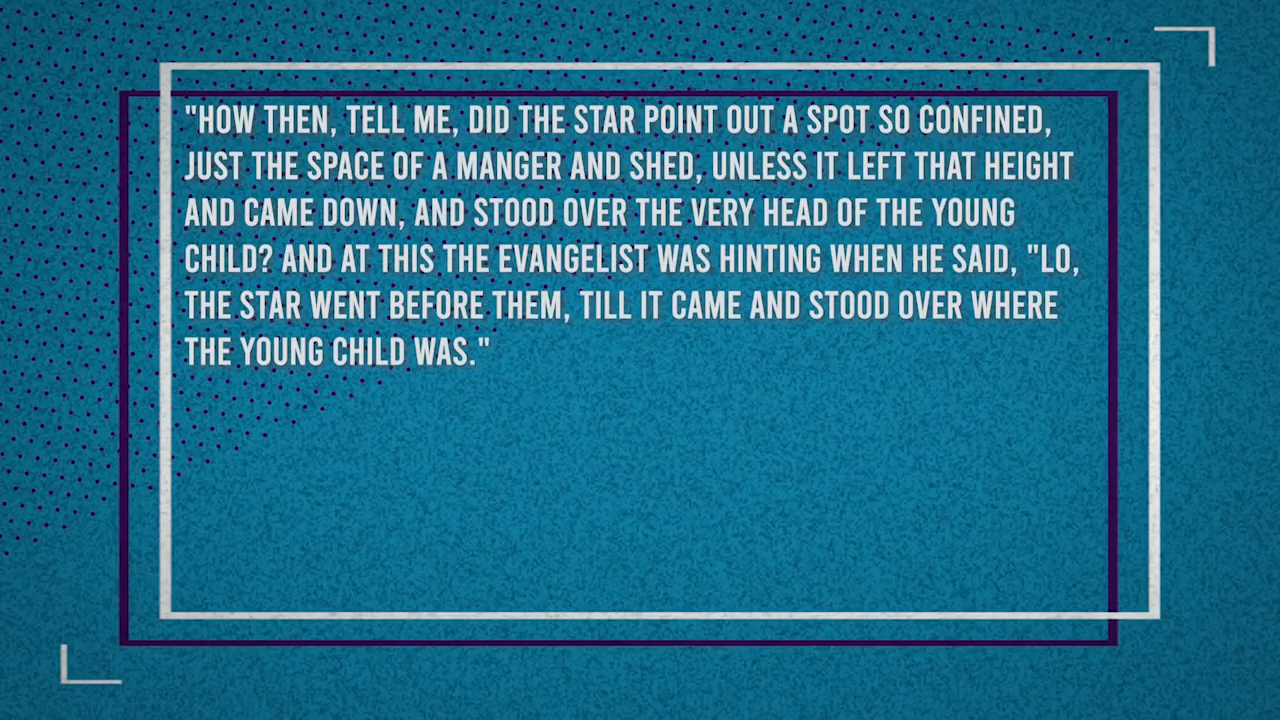 "HOW THEN, TELL ME, DID THE STAR POINT OUT A SPOT SO CONFINED,
JUST THE SPACE OF A MANGER AND SHED, UNLESS IT LEFT THAT HEIGHT
AND CAME DOWN, AND STOOD OVER THE VERY HEAD OF THE YOUNG
CHILD? AND AT THIS THE EVANGELIST WAS HINTING WHEN HE SAID, "LO,
THE STAR WENT BEFORE THEM, TILL IT CAME AND STOOD OVER WHERE
THE YOUNG CHILD WAS."